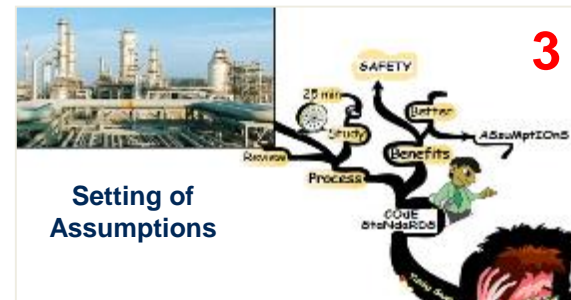 3
SAFETY
25 min
Better
Study
ASsuMptIOnS
Review
Benefits
Process
Setting of
Assumptions
COdE
StaNdaRDS